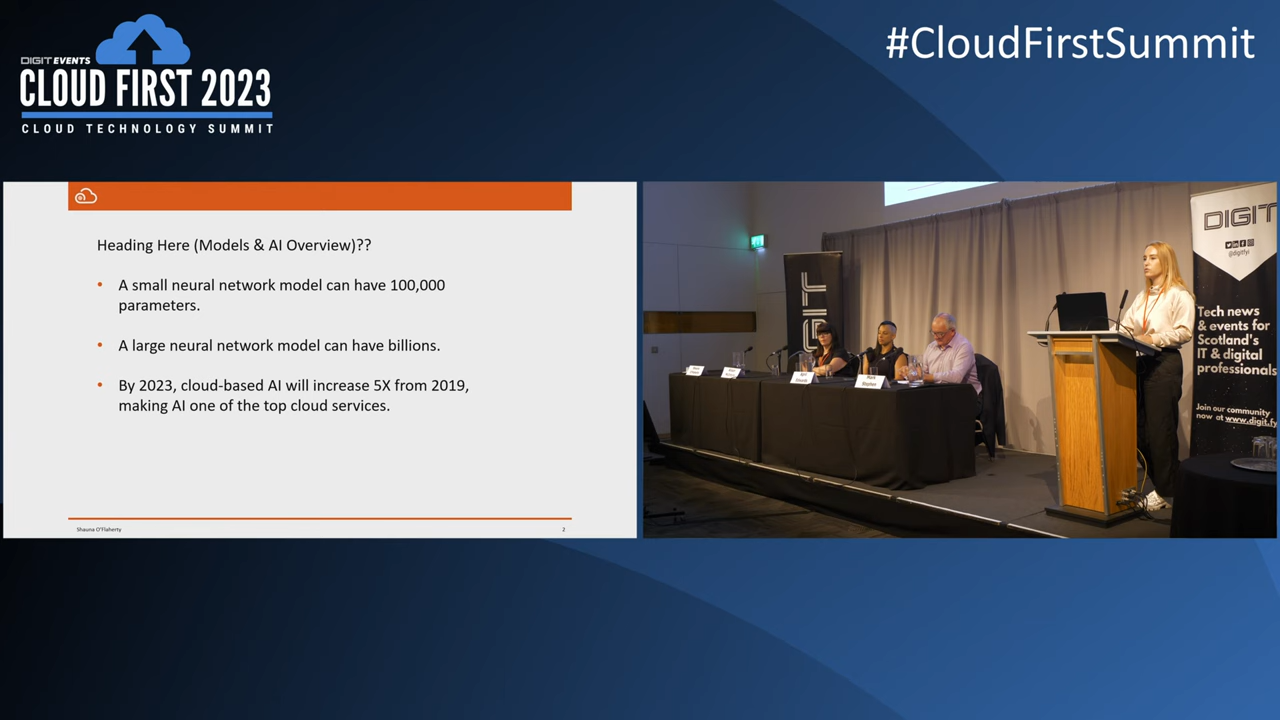 #CloudFirstSummit
DIGIT EVENTS
CLOUD FIRST 2023
CLOUD TECHNOLOGY SUMMIT
Heading Here (Models & AI Overview)??
• A small neural network model can have 100,000
parameters.
• A large neural network model can have billions.
• By 2023, cloud-based AI will increase 5X from 2019,
making AI one of the top cloud services.
Shauna O'Flaherty
2
DIGIT
@digitfyi
Tech news
& events for
Scotland's
IT & digital
professionals
Join our community
now at www.digit.fy
Mark